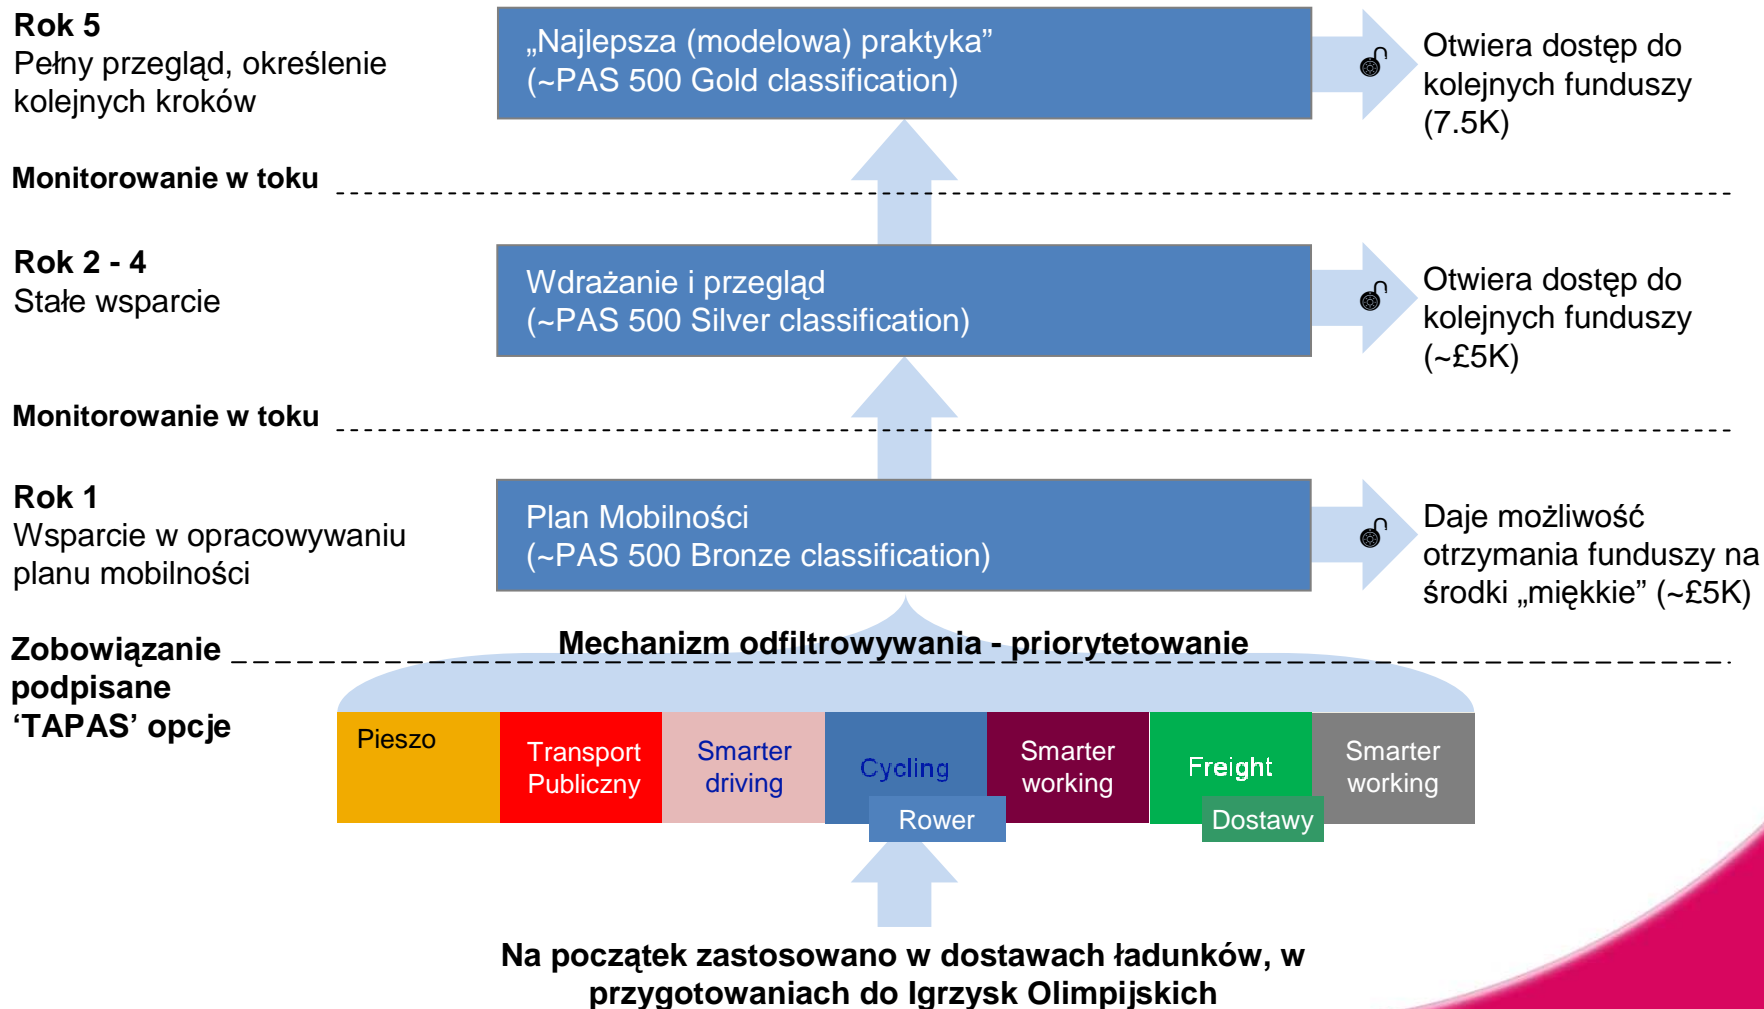 Rok 5
Pełny przegląd, określenie
kolejnych kroków
„Najlepsza (modelowa) praktyka”
(~PAS 500 Gold classification)
Otwiera dostęp do
kolejnych funduszy
(7.5K)
Monitorowanie w toku
Rok 2 - 4
Stałe wsparcie
Wdrażanie i przegląd
(~PAS 500 Silver classification)
Otwiera dostęp do
kolejnych funduszy
(~£5K)
Monitorowanie w toku
Rok 1
Wsparcie w opracowywaniu
planu mobilności
Plan Mobilności
(~PAS 500 Bronze classification)
Daje możliwość
otrzymania funduszy na
środki „miękkie” (~£5K)
Zobowiązanie
podpisane
‘TAPAS’ opcje
Mechanizm odfiltrowywania - priorytetowanie
Pieszo
Transport
Publiczny
Smarter
driving
Cycling
Rower
Smarter
working
Freight
Dostawy
Smarter
working
Na początek zastosowano w dostawach ładunków, w
przygotowaniach do Igrzysk Olimpijskich